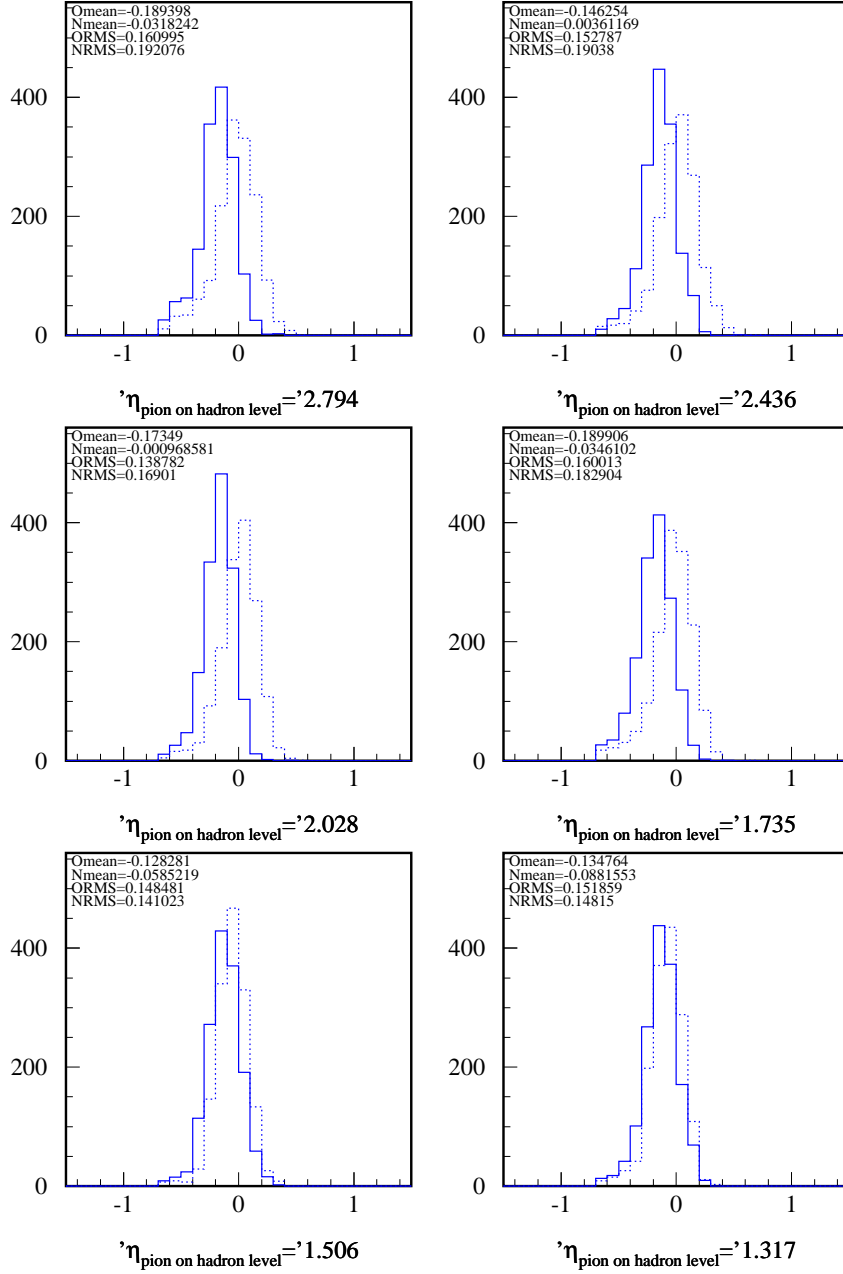 Omean=-0.189398
Nmean=-0.0318242
ORMS=0.160995
NRMS=0.192076
400
200
0
-1 0 1
'ηpion on hadron level='2.794
Omean=-0.146254
Nmean=0.00361169
ORMS=0.152787
NRMS=0.19038
400
200
0
-1 0 1
'ηpion on hadron level='2.436
Omean=-0.17349
Nmean=-0.000968581
ORMS=0.138782
NRMS=0.16901
400
200
0
-1 0 1
'ηpion on hadron level='2.028
Omean=-0.189906
Nmean=-0.0346102
ORMS=0.160013
NRMS=0.182904
400
200
0
-1 0 1
'ηpion on hadron level='1.735
Omean=-0.128281
Nmean=-0.0585219
ORMS=0.148481
NRMS=0.141023
400
200
0
-1 0 1
'ηpion on hadron level='1.506
Omean=-0.134764
Nmean=-0.0881553
ORMS=0.151859
NRMS=0.14815
400
200
0
-1 0 1
'ηpion on hadron level='1.317